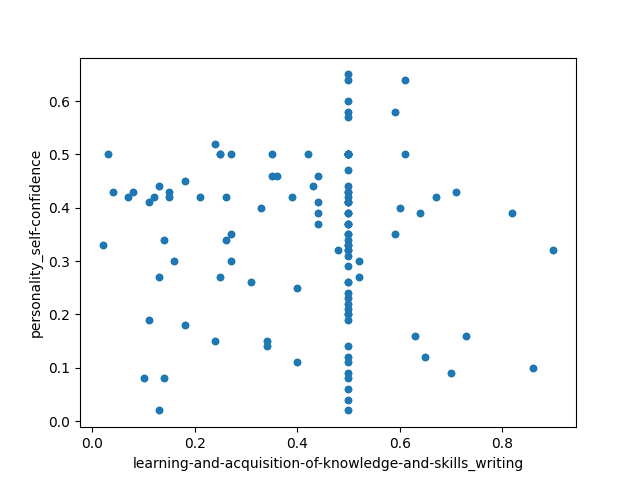 0.6
0.5
0.4
0.3
0.2
0.1
0.0
personality_self-confidence
0.0 0.2 0.4 0.6 0.8
learning-and-acquisition-of-knowledge-and-skills_writing